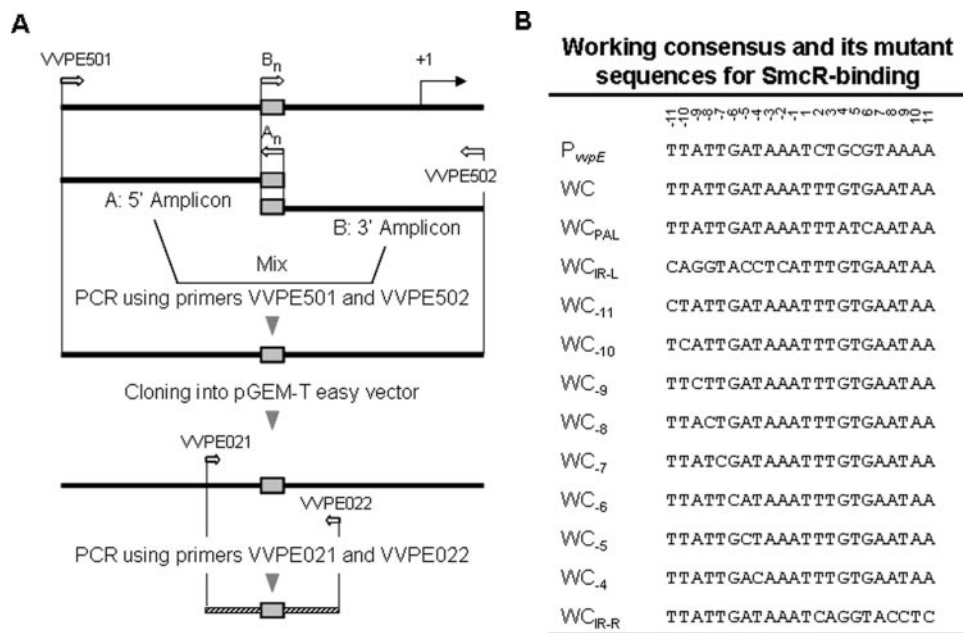 A
VVPE501
Bn
+1
An
VVPE502
A: 5' Amplicon
B: 3' Amplicon
Mix
PCR using primers VVPE501 and VVPE502
Cloning into pGEM-T easy vector
VVPE021
VVPE022
PCR using primers VVPE021 and VVPE022
B
Working consensus and its mutant
sequences for SmcR-binding
-11 -10 -9 -8 -7 -6 -5 -4 -3 -2 -1 1 2 3 4 5 6 7 8 9 10 11
PvvpE TTATTGATAAATCTGCGTAAAA
WC TTATTGATAAATTTGTGAATAA
WCPAL TTATTGATAAATTTATCAATAA
WCIR-L CAGGTACCTCATTTGTGAATAA
WC-11 CTATTGATAAATTTGTGAATAA
WC-10 TCATTGATAAATTTGTGAATAA
WC-9 TTCTTGATAAATTTGTGAATAA
WC-8 TTACTGATAAATTTGTGAATAA
WC-7 TTATCGATAAATTTGTGAATAA
WC-6 TTATTCATAAATTTGTGAATAA
WC-5 TTATTGCTAAATTTGTGAATAA
WC-4 TTATTGACAAATTTGTGAATAA
WCIR-R TTATTGATAAATCAGGTACCTC